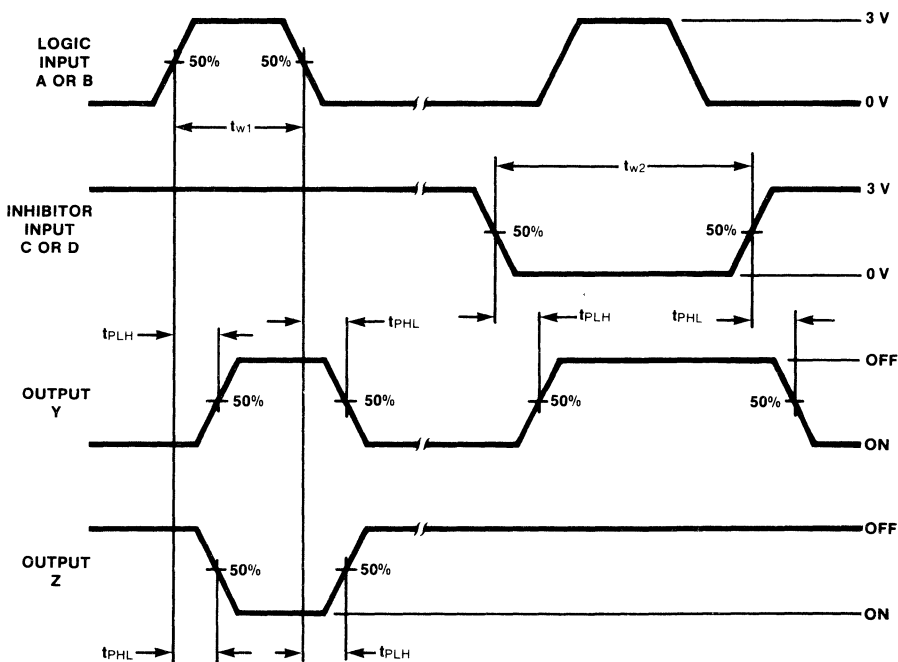 LOGIC
INPUT
A OR B
50%
50%
3 V
0 V
tw1
INHIBITOR
INPUT
C OR D
tw2
50%
50%
3 V
0 V
tPLH
tPHL
tPLH
tPHL
OUTPUT
Y
50%
50%
50%
50%
OFF
ON
OUTPUT
Z
50%
50%
OFF
ON
tPHL
tPLH